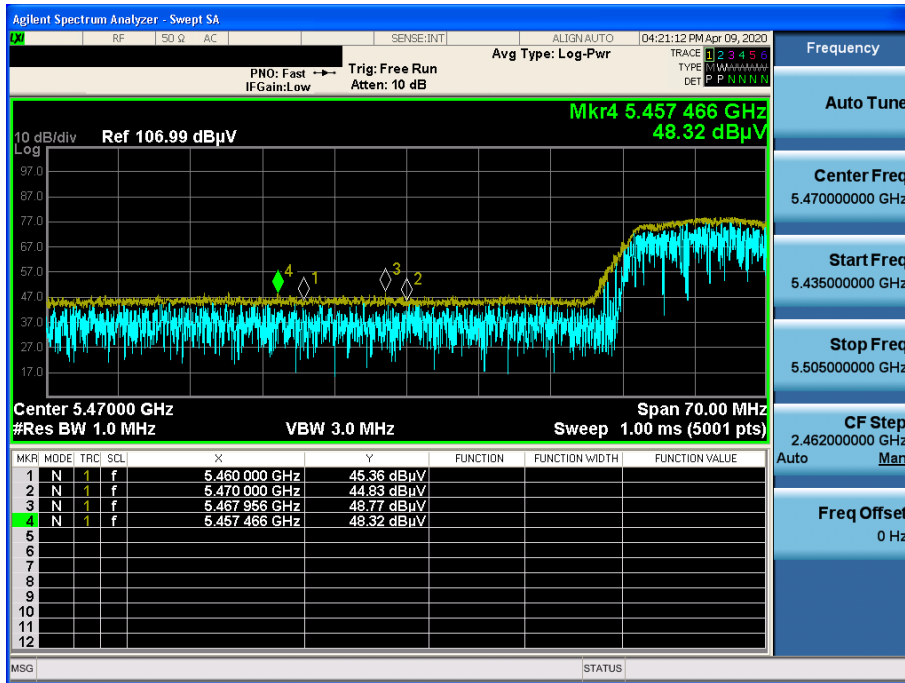 Agilent Spectrum Analyzer - Swept SA
LXI RF 50 Ω AC SENSE:INT ALIGN AUTO 04:21:12 PM Apr 09, 2020
Frequency
PNO: Fast
IFGain:Low
Trig: Free Run
Atten: 10 dB
Avg Type: Log-Pwr
TRACE 1 2 3 4 5 6
TYPE M W W W W W
DET P P N N N N
Auto Tune
Mkr4 5.457 466 GHz
48.32 dBµV
10 dB/div Ref 106.99 dBµV
Log
97.0
87.0
77.0
67.0
57.0
47.0
37.0
27.0
17.0
4 1 3 2
Center Freq
5.470000000 GHz
Start Freq
5.435000000 GHz
Stop Freq
5.505000000 GHz
Center 5.47000 GHz Span 70.00 MHz
#Res BW 1.0 MHz VBW 3.0 MHz Sweep 1.00 ms (5001 pts)
CF Step
2.462000000 GHz
Auto Man
Freq Offset
0 Hz
MKR MODE TRC SCL X Y FUNCTION FUNCTION WIDTH FUNCTION VALUE
1 N 1 f 5.460 000 GHz 45.36 dBµV
2 N 1 f 5.470 000 GHz 44.83 dBµV
3 N 1 f 5.467 956 GHz 48.77 dBµV
4 N 1 f 5.457 466 GHz 48.32 dBµV
5
6
7
8
9
10
11
12
MSG STATUS